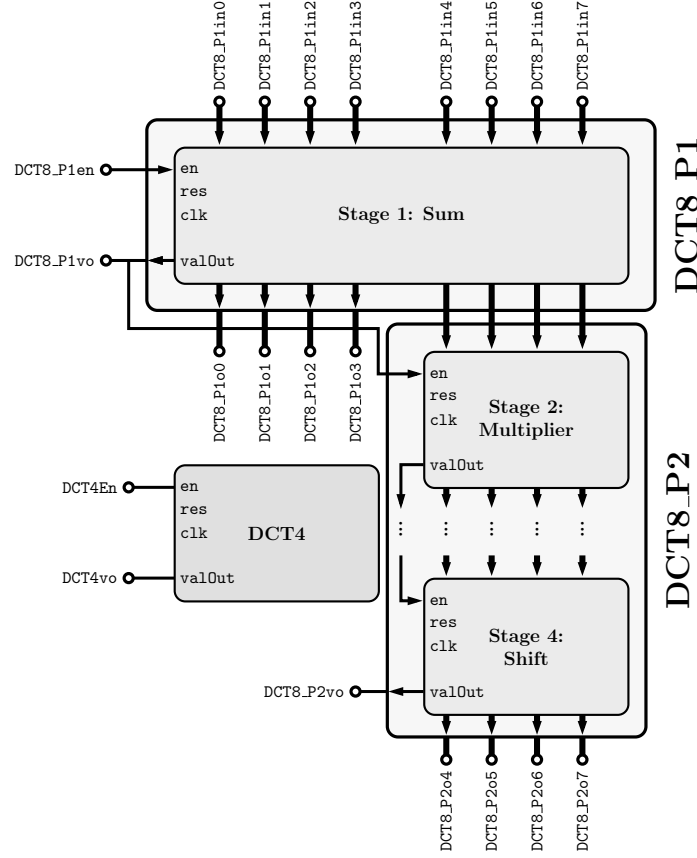 DCT8_P1in0
DCT8_P1in1
DCT8_P1in2
DCT8_P1in3
DCT8_P1in4
DCT8_P1in5
DCT8_P1in6
DCT8_P1in7
DCT8_P1
DCT8_P1en
en
res
clk
Stage 1: Sum
DCT8_P1vo
valOut
DCT8_P1o0
DCT8_P1o1
DCT8_P1o2
DCT8_P1o3
en
res
clk
Stage 2:
Multiplier
valOut
DCT8_P2
DCT4En
en
res
clk
DCT4
DCT4vo
valOut
...
...
...
...
...
en
res
clk
Stage 4:
Shift
DCT8_P2vo
valOut
DCT8_P2o4
DCT8_P2o5
DCT8_P2o6
DCT8_P2o7